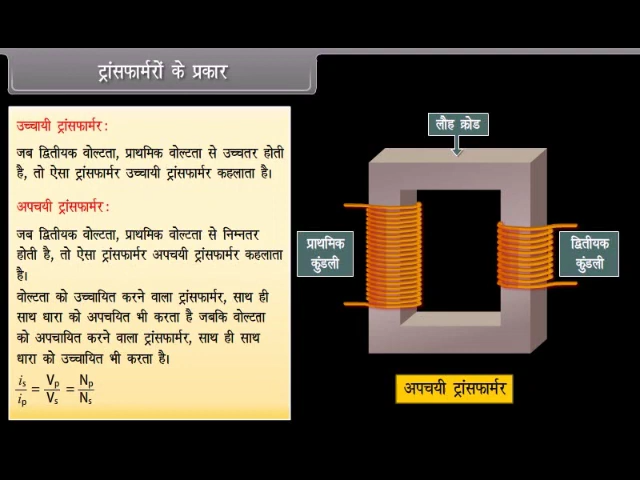 ट्रांसफार्मरों के प्रकार
उच्चायी ट्रांसफार्मर:
जब द्वितीयक वोल्टता, प्राथमिक वोल्टता से उच्चतर होती
है, तो ऐसा ट्रांसफार्मर उच्चायी ट्रांसफार्मर कहलाता है।
अपचयी ट्रांसफार्मर:
जब द्वितीयक वोल्टता, प्राथमिक वोल्टता से निम्नतर
होती है, तो ऐसा ट्रांसफार्मर अपचयी ट्रांसफार्मर कहलाता
है।
वोल्टता को उच्चायित करने वाला ट्रांसफार्मर, साथ ही
साथ धारा को अपचयित भी करता है जबकि वोल्टता
को अपचायित करने वाला ट्रांसफार्मर, साथ ही साथ
धारा को उच्चायित भी करता है।
iₛ/iₚ = Vₚ/Vₛ = Nₚ/Nₛ
लौह क्रोड
प्राथमिक
कुंडली
द्वितीयक
कुंडली
अपचयी ट्रांसफार्मर